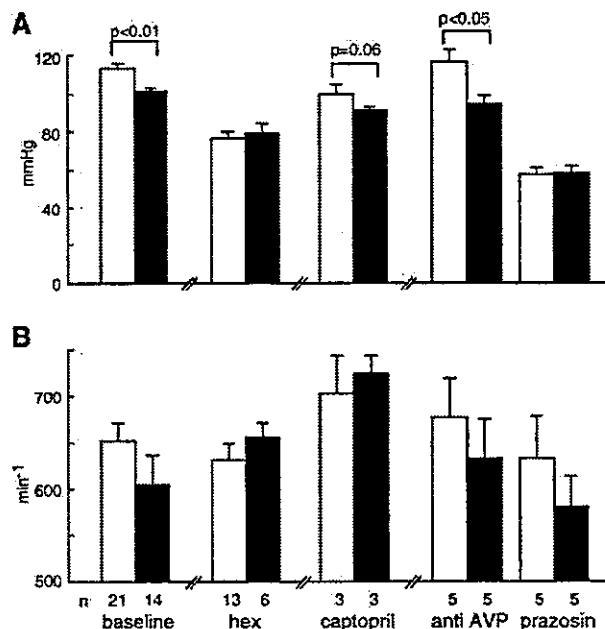 A
p<0.01
p=0.06
p<0.05
120
80
40
0
mmHg
B
700
600
500
min-1
n 21 14 13 6 3 3 5 5 5 5
baseline hex captopril anti AVP prazosin